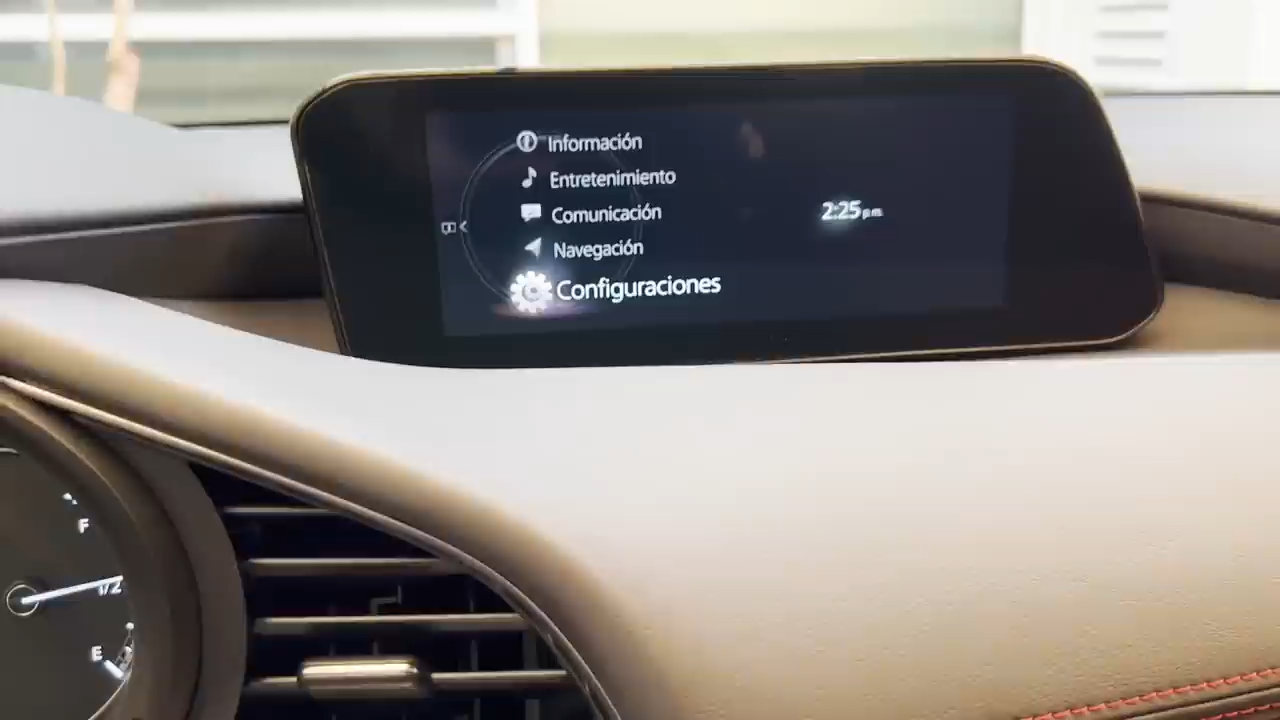 Información
Entretenimiento
Comunicación
2:25 pm
Navegación
Configuraciones
F
1/2
E